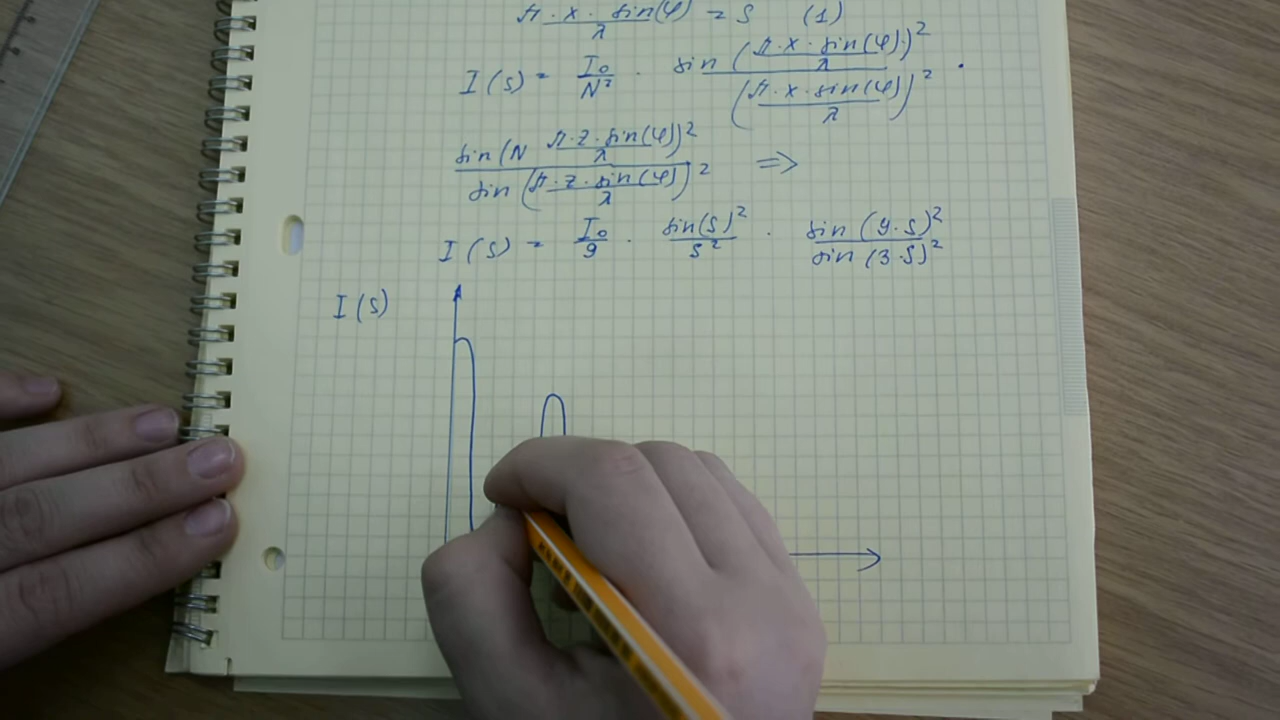 π · x · sin(φ) / λ = S (1)
I(S) = I₀ / N² · sin (π · x · sin(φ) / λ)² / (π · x · sin(φ) / λ)² ·
sin (N π · z · sin(φ) / λ)² / sin (π · z · sin(φ) / λ)² =>
I(S) = I₀ / 9 · sin(S)² / S² · sin (9 · S)² / sin (3 · S)²
I(S)